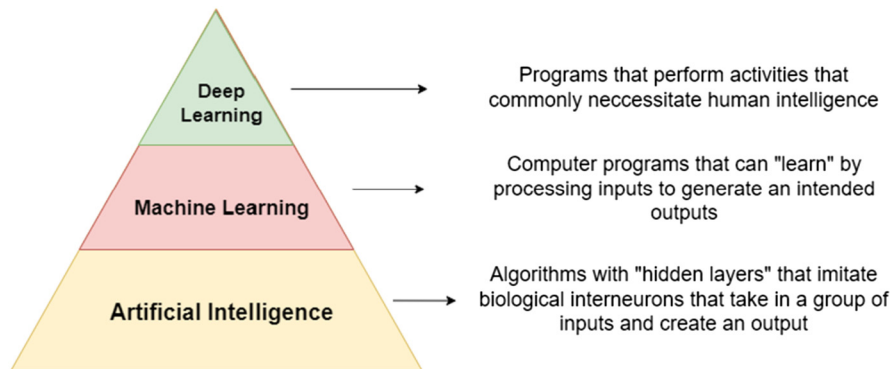 Deep
Learning
Programs that perform activities that
commonly neccessitate human intelligence
Machine Learning
Computer programs that can "learn" by
processing inputs to generate an intended
outputs
Artificial Intelligence
Algorithms with "hidden layers" that imitate
biological interneurons that take in a group of
inputs and create an output